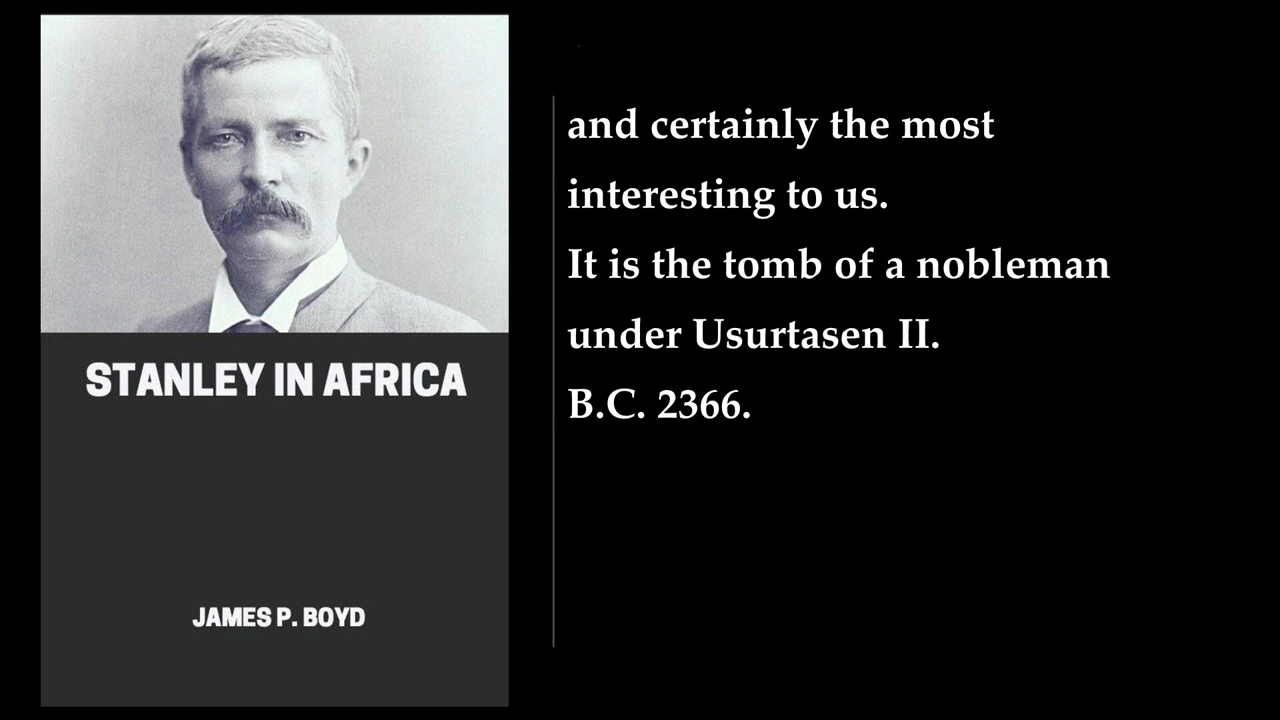 STANLEY IN AFRICA
JAMES P. BOYD
and certainly the most
interesting to us.
It is the tomb of a nobleman
under Usurtasen II.
B.C. 2366.